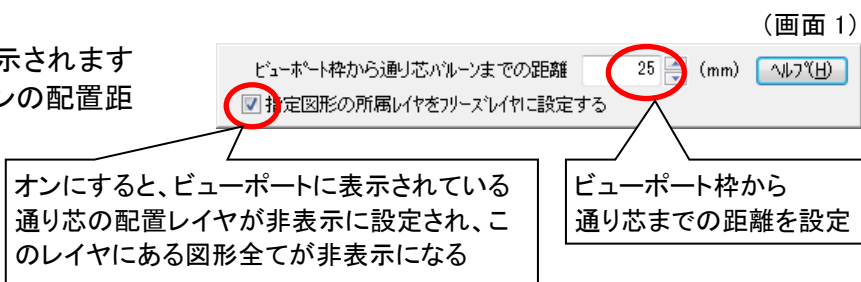 (画面 1)
示されます
ンの配置距
ビューポート枠から通り芯バルーンまでの距離 25 (mm) ヘルプ(H)
指定図形の所属レイヤをフリーズレイヤに設定する
オンにすると、ビューポートに表示されている
通り芯の配置レイヤが非表示に設定され、こ
のレイヤにある図形全てが非表示になる
ビューポート枠から
通り芯までの距離を設定